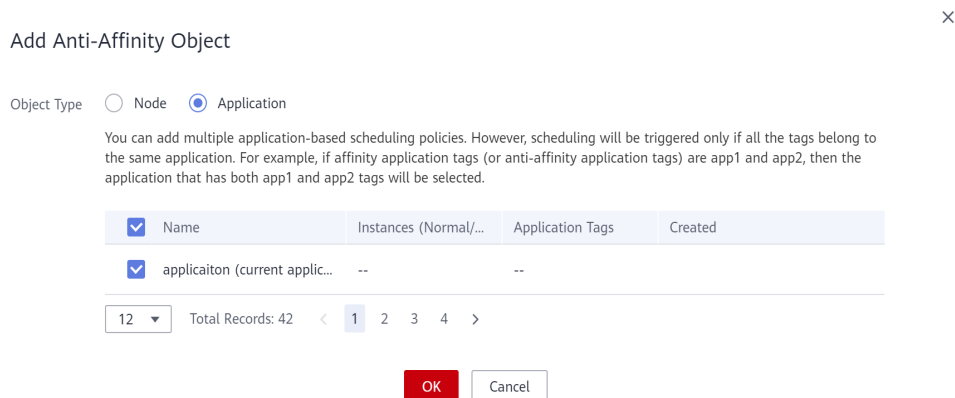 Add Anti-Affinity Object
Object Type Node Application
You can add multiple application-based scheduling policies. However, scheduling will be triggered only if all the tags belong to
the same application. For example, if affinity application tags (or anti-affinity application tags) are app1 and app2, then the
application that has both app1 and app2 tags will be selected.
Name Instances (Normal/... Application Tags Created
applicaiton (current applic... -- --
12 Total Records: 42 1 2 3 4
OK Cancel